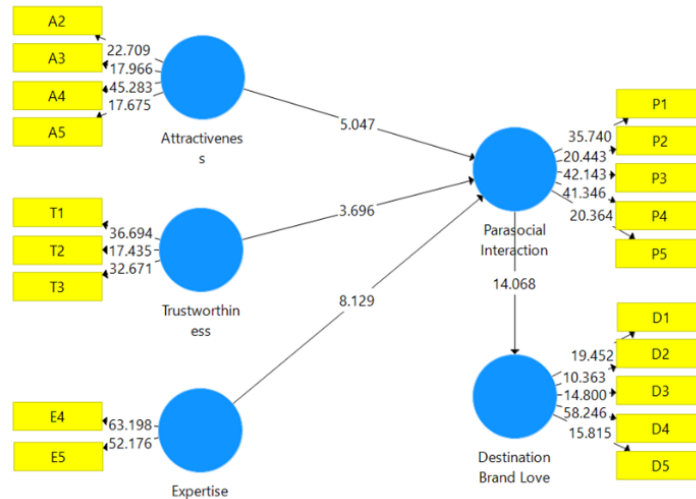 A2
A3
A4
A5
22.709
17.966
45.283
17.675
Attractivenes
s
5.047
T1
T2
T3
36.694
17.435
32.671
Trustworthin
ess
3.696
E4
E5
63.198
52.176
Expertise
8.129
P1
P2
P3
P4
P5
35.740
20.443
42.143
41.346
20.364
Parasocial
Interaction
14.068
D1
D2
D3
D4
D5
19.452
10.363
14.800
58.246
15.815
Destination
Brand Love